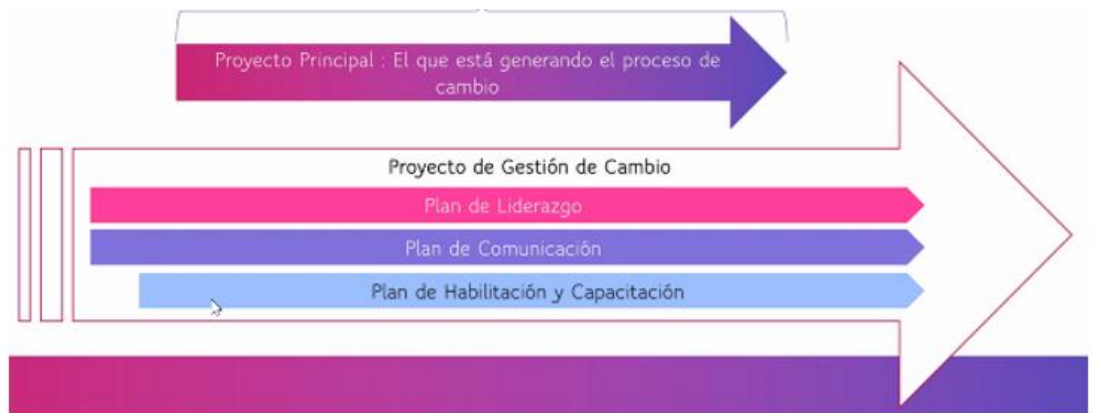 Proyecto Principal : El que está generando el proceso de
cambio
Proyecto de Gestión de Cambio
Plan de Liderazgo
Plan de Comunicación
Plan de Habilitación y Capacitación